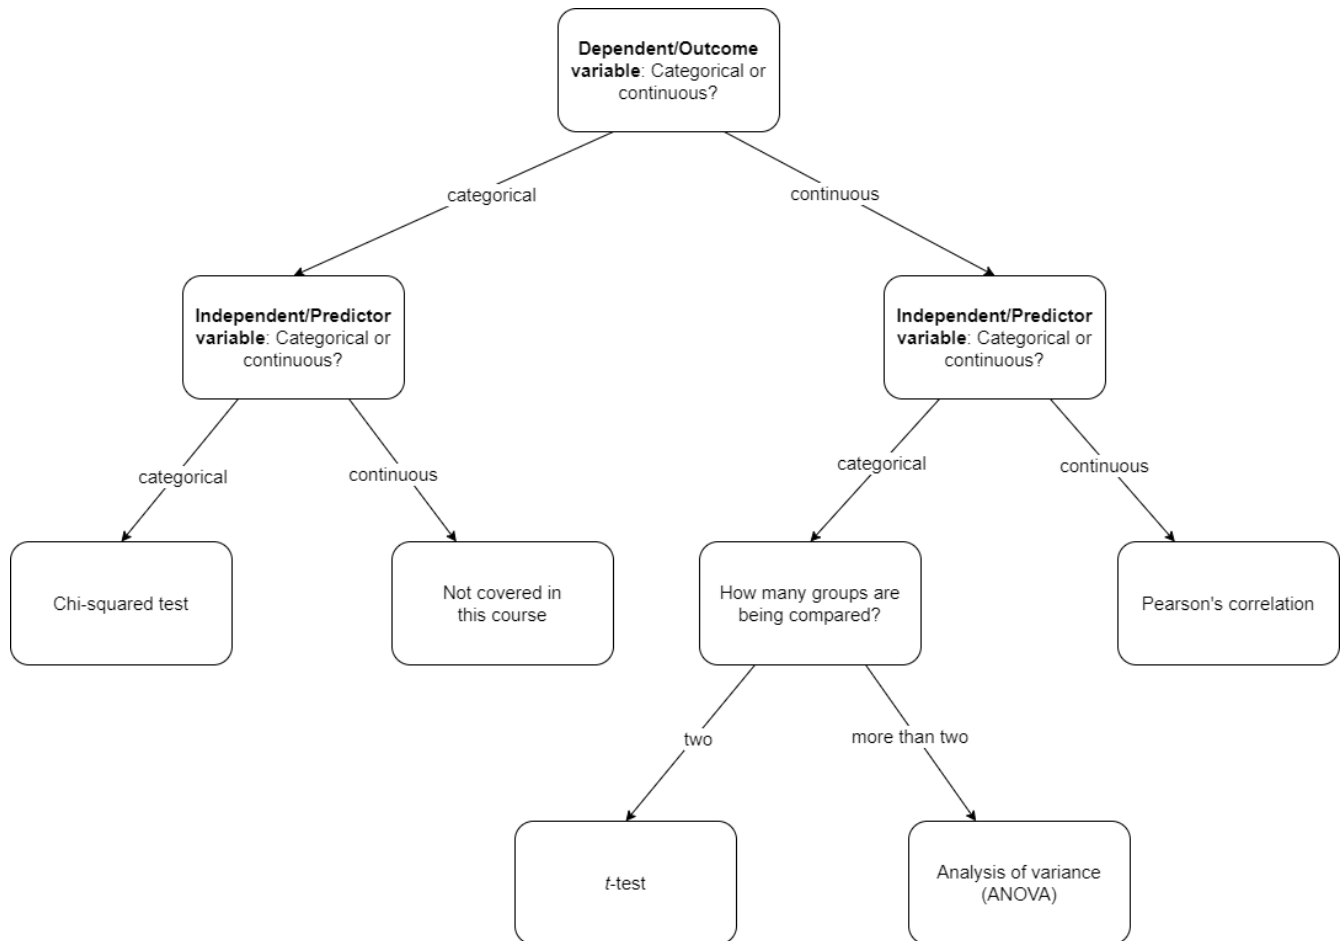 Dependent/Outcome
variable: Categorical or
continuous?
categorical
continuous
Independent/Predictor
variable: Categorical or
continuous?
Independent/Predictor
variable: Categorical or
continuous?
categorical
continuous
categorical
continuous
Chi-squared test
Not covered in
this course
How many groups are
being compared?
Pearson's correlation
two
more than two
t-test
Analysis of variance
(ANOVA)